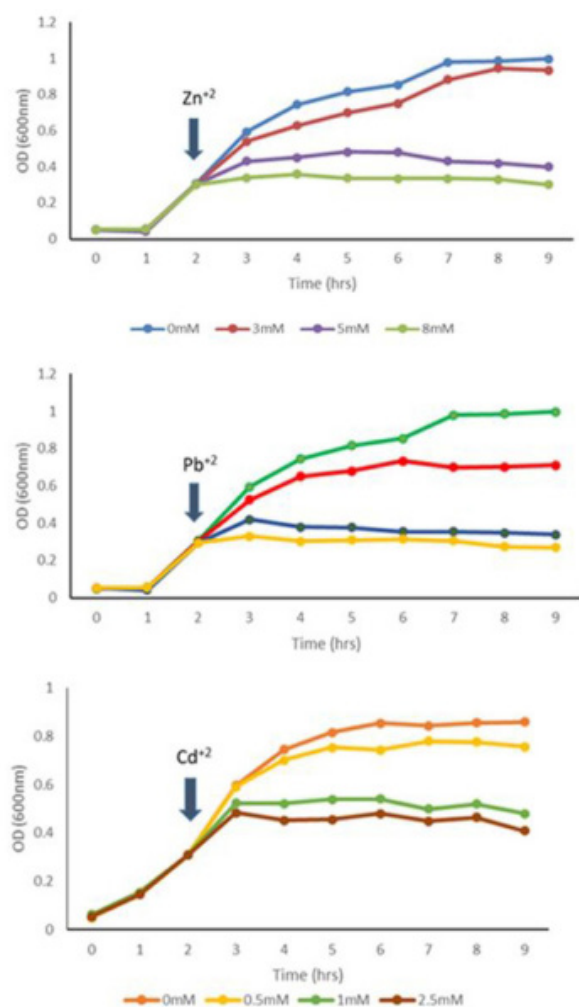 1.2
1
0.8
0.6
0.4
0.2
0
OD (600nm)
Zn+2
0 1 2 3 4 5 6 7 8 9
Time (hrs)
0mM 3mM 5mM 8mM
1.2
1
0.8
0.6
0.4
0.2
0
OD (600nm)
Pb+2
0 1 2 3 4 5 6 7 8 9
Time (hrs)
1
0.8
0.6
0.4
0.2
0
OD (600nm)
Cd+2
0 1 2 3 4 5 6 7 8 9
Time (hrs)
0mM 0.5mM 1mM 2.5mM